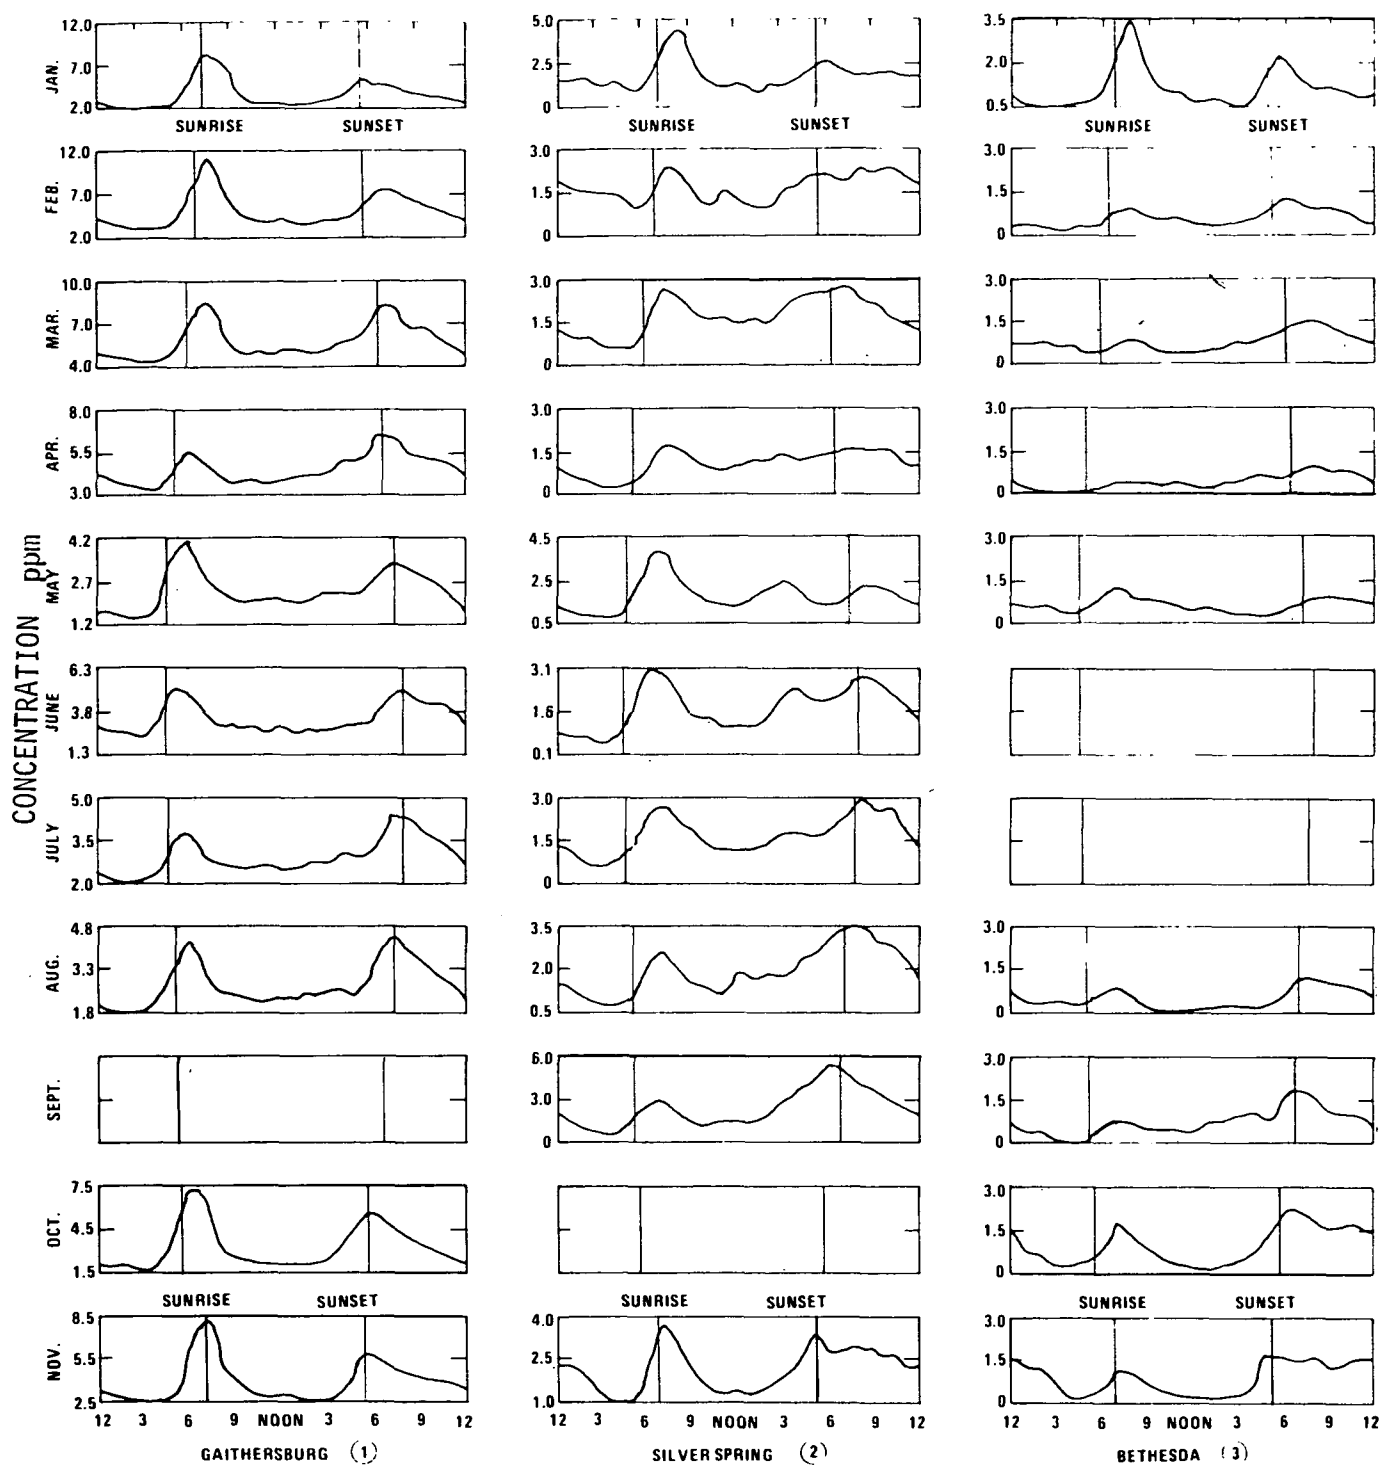 CONCENTRATION ppm
JAN. 12.0 7.0 2.0 5.0 2.5 0 3.5 2.0 0.5
SUNRISE SUNSET SUNRISE SUNSET SUNRISE SUNSET
FEB. 12.0 7.0 2.0 3.0 1.5 0 3.0 1.5 0
MAR. 10.0 7.0 4.0 3.0 1.5 0 3.0 1.5 0
APR. 8.0 5.5 3.0 3.0 1.5 0 3.0 1.5 0
MAY 4.2 2.7 1.2 4.5 2.5 0.5 3.0 1.5 0
JUNE 6.3 3.8 1.3 3.1 1.6 0.1
JULY 5.0 3.5 2.0 3.0 1.5 0
AUG. 4.8 3.3 1.8 3.5 2.0 0.5 3.0 1.5 0
SEPT. 6.0 3.0 0 3.0 1.5 0
OCT. 7.5 4.5 1.5 3.0 1.5 0
SUNRISE SUNSET SUNRISE SUNSET SUNRISE SUNSET
NOV. 8.5 5.5 2.5 4.0 2.5 1.0 3.0 1.5 0
12 3 6 9 NOON 3 6 9 12 12 3 6 9 NOON 3 6 9 12 12 3 6 9 NOON 3 6 9 12
GAITHERSBURG (1) SILVER SPRING (2) BETHESDA (3)